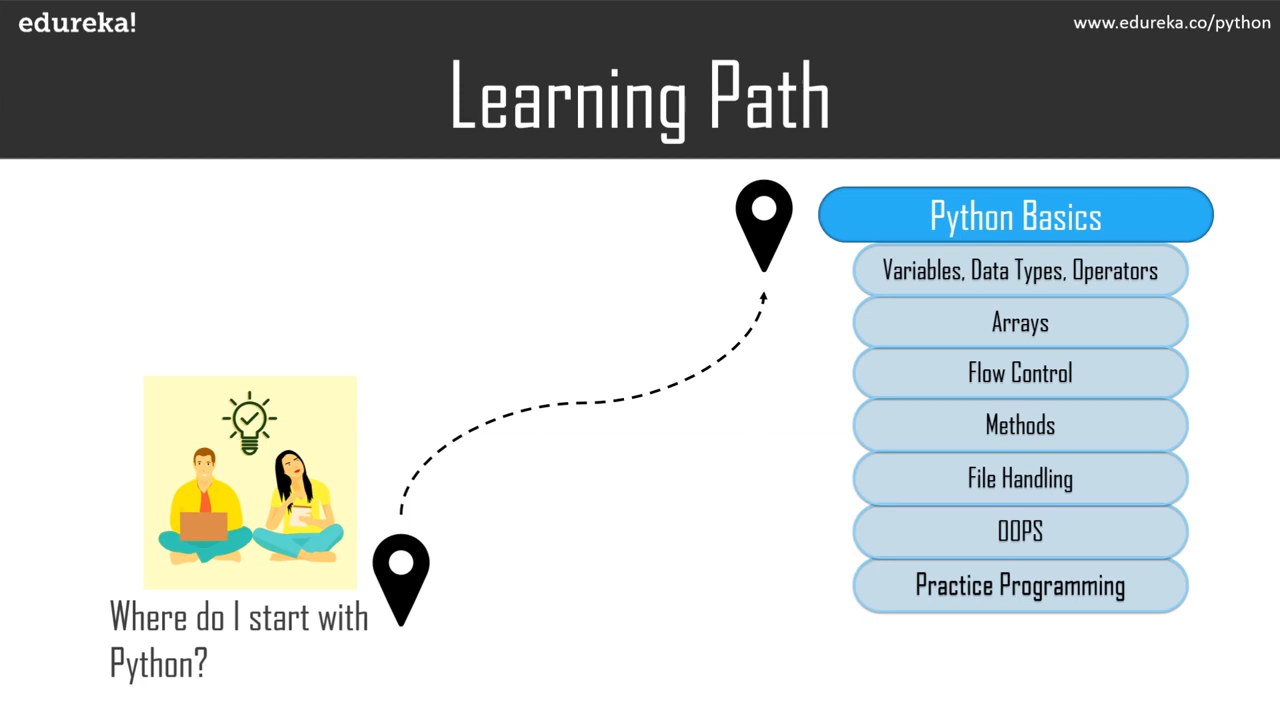 edureka!
www.edureka.co/python
Learning Path
Python Basics
Variables, Data Types, Operators
Arrays
Flow Control
Methods
File Handling
OOPS
Practice Programming
Where do I start with
Python?